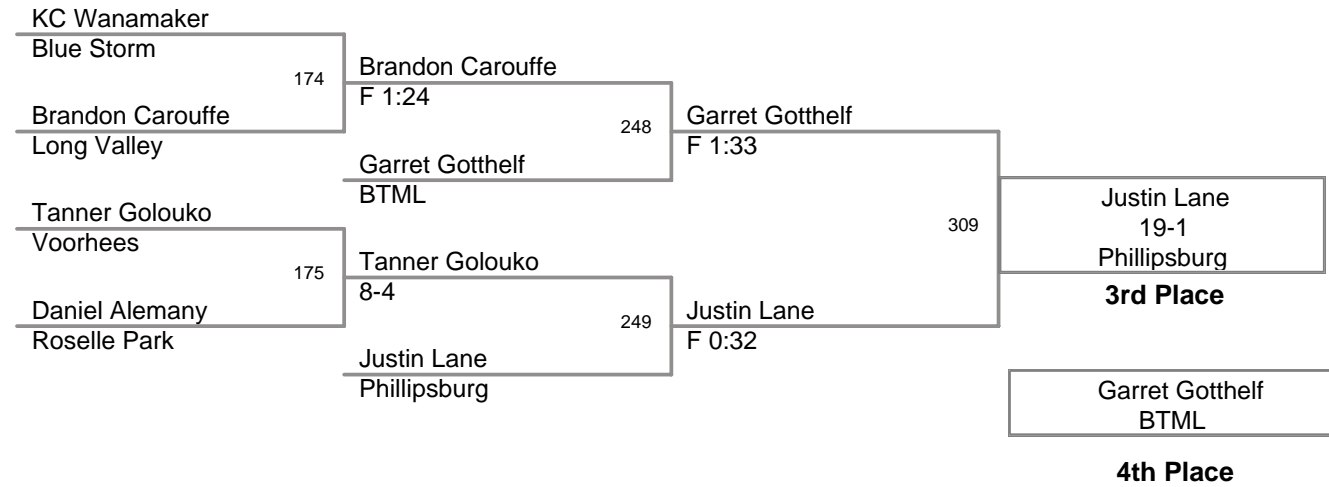 KC Wanamaker
Blue Storm
174
Brandon Carouffe
Long Valley
Brandon Carouffe
F 1:24
248
Garret Gotthelf
BTML
Tanner Golouko
Voorhees
175
Daniel Alemany
Roselle Park
Tanner Golouko
8-4
249
Justin Lane
Phillipsburg
Garret Gotthelf
F 1:33
309
Justin Lane
F 0:32
Justin Lane
19-1
Phillipsburg
3rd Place
Garret Gotthelf
BTML
4th Place